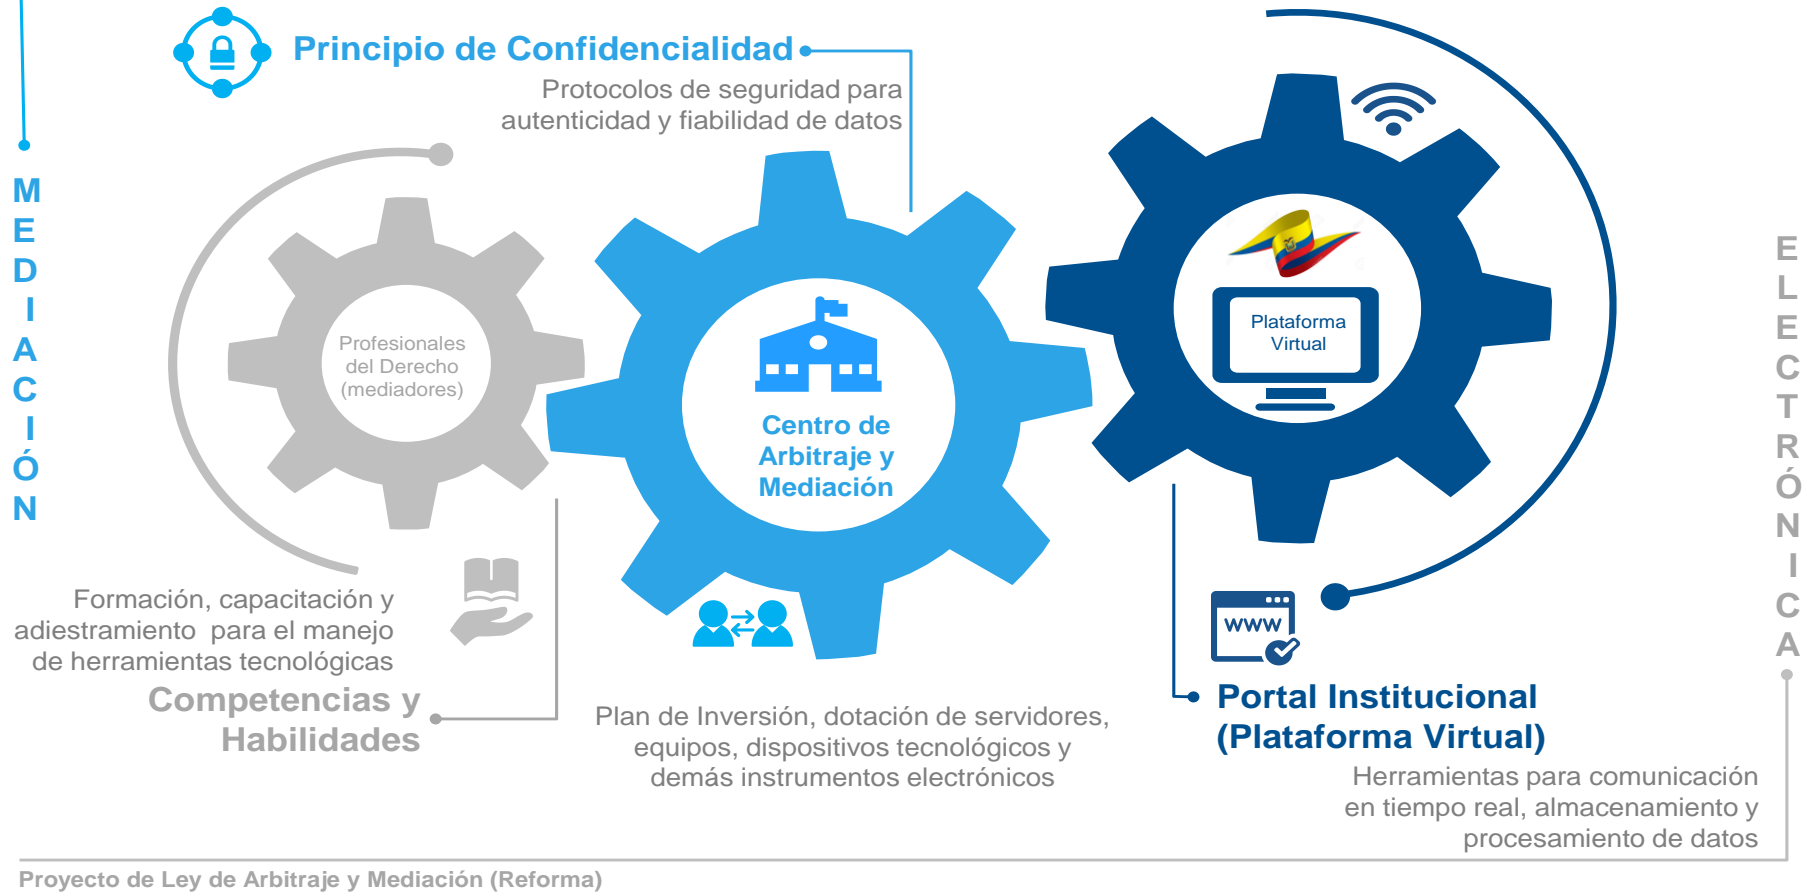 MEDIACIÓN
Principio de Confidencialidad
Protocolos de seguridad para
autenticidad y fiabilidad de datos
Profesionales
del Derecho
(mediadores)
Centro de
Arbitraje y
Mediación
Plataforma
Virtual
ELECTRÓNICA
Formación, capacitación y
adiestramiento  para el manejo
de herramientas tecnológicas
Competencias y
Habilidades
Plan de Inversión, dotación de servidores,
equipos, dispositivos tecnológicos y
demás instrumentos electrónicos
WWW
Portal Institucional
(Plataforma Virtual)
Herramientas para comunicación
en tiempo real, almacenamiento y
procesamiento de datos
Proyecto de Ley de Arbitraje y Mediación (Reforma)